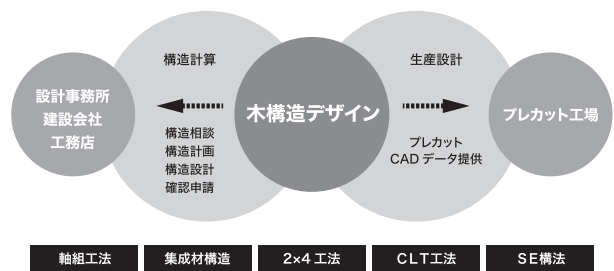 構造計算
生産設計
設計事務所
建設会社
工務店
木構造デザイン
プレカット工場
構造相談
構造計画
構造設計
確認申請
プレカット
CADデータ提供
軸組工法
集成材構造
2×4工法
CLT工法
SE構法